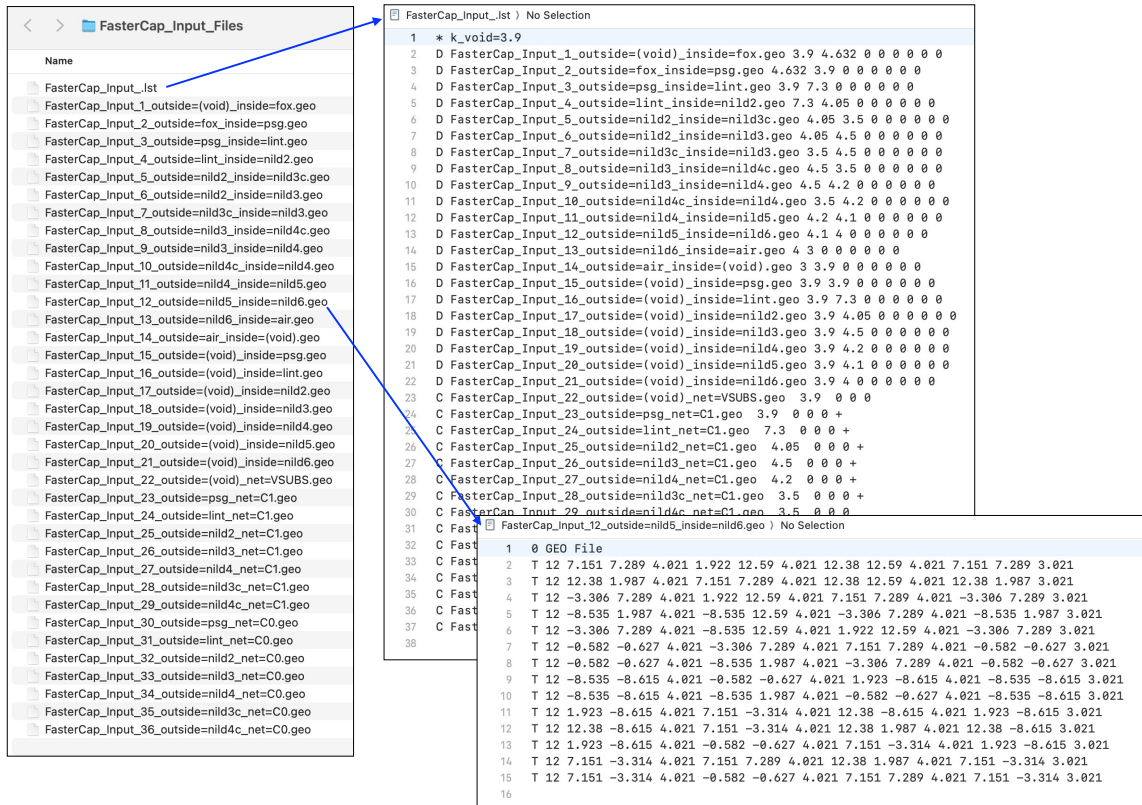 FasterCap_Input_Files
Name
FasterCap_Input_.lst
FasterCap_Input_1_outside=(void)_inside=fox.geo
FasterCap_Input_2_outside=fox_inside=psg.geo
FasterCap_Input_3_outside=psg_inside=lint.geo
FasterCap_Input_4_outside=lint_inside=nild2.geo
FasterCap_Input_5_outside=nild2_inside=nild3c.geo
FasterCap_Input_6_outside=nild2_inside=nild3.geo
FasterCap_Input_7_outside=nild3c_inside=nild3.geo
FasterCap_Input_8_outside=nild3_inside=nild4c.geo
FasterCap_Input_9_outside=nild3_inside=nild4.geo
FasterCap_Input_10_outside=nild4c_inside=nild4.geo
FasterCap_Input_11_outside=nild4_inside=nild5.geo
FasterCap_Input_12_outside=nild5_inside=nild6.geo
FasterCap_Input_13_outside=nild6_inside=air.geo
FasterCap_Input_14_outside=air_inside=(void).geo
FasterCap_Input_15_outside=(void)_inside=psg.geo
FasterCap_Input_16_outside=(void)_inside=lint.geo
FasterCap_Input_17_outside=(void)_inside=nild2.geo
FasterCap_Input_18_outside=(void)_inside=nild3.geo
FasterCap_Input_19_outside=(void)_inside=nild4.geo
FasterCap_Input_20_outside=(void)_inside=nild5.geo
FasterCap_Input_21_outside=(void)_inside=nild6.geo
FasterCap_Input_22_outside=(void)_net=VSUBS.geo
FasterCap_Input_23_outside=psg_net=C1.geo
FasterCap_Input_24_outside=lint_net=C1.geo
FasterCap_Input_25_outside=nild2_net=C1.geo
FasterCap_Input_26_outside=nild3_net=C1.geo
FasterCap_Input_27_outside=nild4_net=C1.geo
FasterCap_Input_28_outside=nild3c_net=C1.geo
FasterCap_Input_29_outside=nild4c_net=C1.geo
FasterCap_Input_30_outside=psg_net=C0.geo
FasterCap_Input_31_outside=lint_net=C0.geo
FasterCap_Input_32_outside=nild2_net=C0.geo
FasterCap_Input_33_outside=nild3_net=C0.geo
FasterCap_Input_34_outside=nild4_net=C0.geo
FasterCap_Input_35_outside=nild3c_net=C0.geo
FasterCap_Input_36_outside=nild4c_net=C0.geo
FasterCap_Input_.lst ⟩ No Selection
1 * k_void=3.9
2 D FasterCap_Input_1_outside=(void)_inside=fox.geo 3.9 4.632 0 0 0 0 0 0
3 D FasterCap_Input_2_outside=fox_inside=psg.geo 4.632 3.9 0 0 0 0 0 0
4 D FasterCap_Input_3_outside=psg_inside=lint.geo 3.9 7.3 0 0 0 0 0 0
5 D FasterCap_Input_4_outside=lint_inside=nild2.geo 7.3 4.05 0 0 0 0 0 0
6 D FasterCap_Input_5_outside=nild2_inside=nild3c.geo 4.05 3.5 0 0 0 0 0 0
7 D FasterCap_Input_6_outside=nild2_inside=nild3.geo 4.05 4.5 0 0 0 0 0 0
8 D FasterCap_Input_7_outside=nild3c_inside=nild3.geo 3.5 4.5 0 0 0 0 0 0
9 D FasterCap_Input_8_outside=nild3_inside=nild4c.geo 4.5 3.5 0 0 0 0 0 0
10 D FasterCap_Input_9_outside=nild3_inside=nild4.geo 4.5 4.2 0 0 0 0 0 0
11 D FasterCap_Input_10_outside=nild4c_inside=nild4.geo 3.5 4.2 0 0 0 0 0 0
12 D FasterCap_Input_11_outside=nild4_inside=nild5.geo 4.2 4.1 0 0 0 0 0 0
13 D FasterCap_Input_12_outside=nild5_inside=nild6.geo 4.1 4 0 0 0 0 0 0
14 D FasterCap_Input_13_outside=nild6_inside=air.geo 4 3 0 0 0 0 0 0
15 D FasterCap_Input_14_outside=air_inside=(void).geo 3 3.9 0 0 0 0 0 0
16 D FasterCap_Input_15_outside=(void)_inside=psg.geo 3.9 3.9 0 0 0 0 0 0
17 D FasterCap_Input_16_outside=(void)_inside=lint.geo 3.9 7.3 0 0 0 0 0 0
18 D FasterCap_Input_17_outside=(void)_inside=nild2.geo 3.9 4.05 0 0 0 0 0 0
19 D FasterCap_Input_18_outside=(void)_inside=nild3.geo 3.9 4.5 0 0 0 0 0 0
20 D FasterCap_Input_19_outside=(void)_inside=nild4.geo 3.9 4.2 0 0 0 0 0 0
21 D FasterCap_Input_20_outside=(void)_inside=nild5.geo 3.9 4.1 0 0 0 0 0 0
22 D FasterCap_Input_21_outside=(void)_inside=nild6.geo 3.9 4 0 0 0 0 0 0
23 C FasterCap_Input_22_outside=(void)_net=VSUBS.geo 3.9 0 0 0
24 C FasterCap_Input_23_outside=psg_net=C1.geo 3.9 0 0 0 +
25 C FasterCap_Input_24_outside=lint_net=C1.geo 7.3 0 0 0 +
26 C FasterCap_Input_25_outside=nild2_net=C1.geo 4.05 0 0 0 +
27 C FasterCap_Input_26_outside=nild3_net=C1.geo 4.5 0 0 0 +
28 C FasterCap_Input_27_outside=nild4_net=C1.geo 4.2 0 0 0 +
29 C FasterCap_Input_28_outside=nild3c_net=C1.geo 3.5 0 0 0 +
30 C FasterCap_Input_29_outside=nild4c_net=C1.geo 3.5 0 0 0
31 C Fast
32 C Fast
33 C Fast
34 C Fast
35 C Fast
36 C Fast
37 C Fast
38
FasterCap_Input_12_outside=nild5_inside=nild6.geo ⟩ No Selection
1 0 GEO File
2 T 12 7.151 7.289 4.021 1.922 12.59 4.021 12.38 12.59 4.021 7.151 7.289 3.021
3 T 12 12.38 1.987 4.021 7.151 7.289 4.021 12.38 12.59 4.021 12.38 1.987 3.021
4 T 12 -3.306 7.289 4.021 1.922 12.59 4.021 7.151 7.289 4.021 -3.306 7.289 3.021
5 T 12 -8.535 1.987 4.021 -8.535 12.59 4.021 -3.306 7.289 4.021 -8.535 1.987 3.021
6 T 12 -3.306 7.289 4.021 -8.535 12.59 4.021 1.922 12.59 4.021 -3.306 7.289 3.021
7 T 12 -0.582 -0.627 4.021 -3.306 7.289 4.021 7.151 7.289 4.021 -0.582 -0.627 3.021
8 T 12 -0.582 -0.627 4.021 -8.535 1.987 4.021 -3.306 7.289 4.021 -0.582 -0.627 3.021
9 T 12 -8.535 -8.615 4.021 -0.582 -0.627 4.021 1.923 -8.615 4.021 -8.535 -8.615 3.021
10 T 12 -8.535 -8.615 4.021 -8.535 1.987 4.021 -0.582 -0.627 4.021 -8.535 -8.615 3.021
11 T 12 1.923 -8.615 4.021 7.151 -3.314 4.021 12.38 -8.615 4.021 1.923 -8.615 3.021
12 T 12 12.38 -8.615 4.021 7.151 -3.314 4.021 12.38 1.987 4.021 12.38 -8.615 3.021
13 T 12 1.923 -8.615 4.021 -0.582 -0.627 4.021 7.151 -3.314 4.021 1.923 -8.615 3.021
14 T 12 7.151 -3.314 4.021 7.151 7.289 4.021 12.38 1.987 4.021 7.151 -3.314 3.021
15 T 12 7.151 -3.314 4.021 -0.582 -0.627 4.021 7.151 7.289 4.021 7.151 -3.314 3.021
16